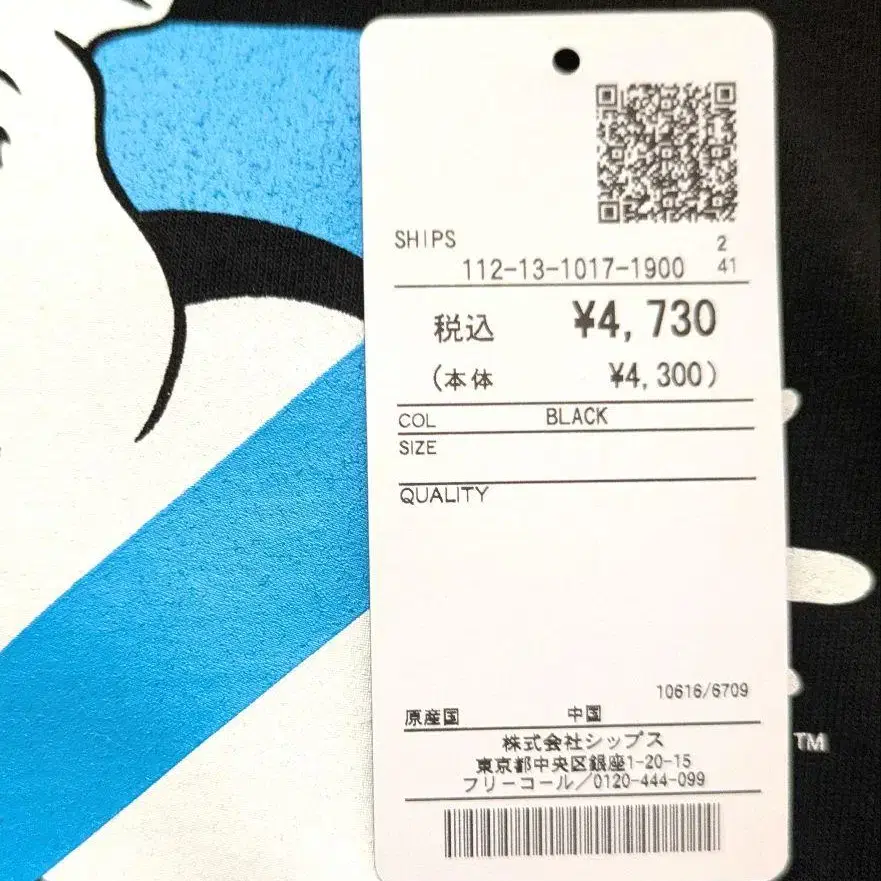 SHIPS 2
112-13-1017-1900 41
税込 ¥4,730
(本体 ¥4,300)
COL BLACK
SIZE
QUALITY
10616/6709
原産国 中国
株式会社シップス
東京都中央区銀座1-20-15
フリーコール/0120-444-099
TM